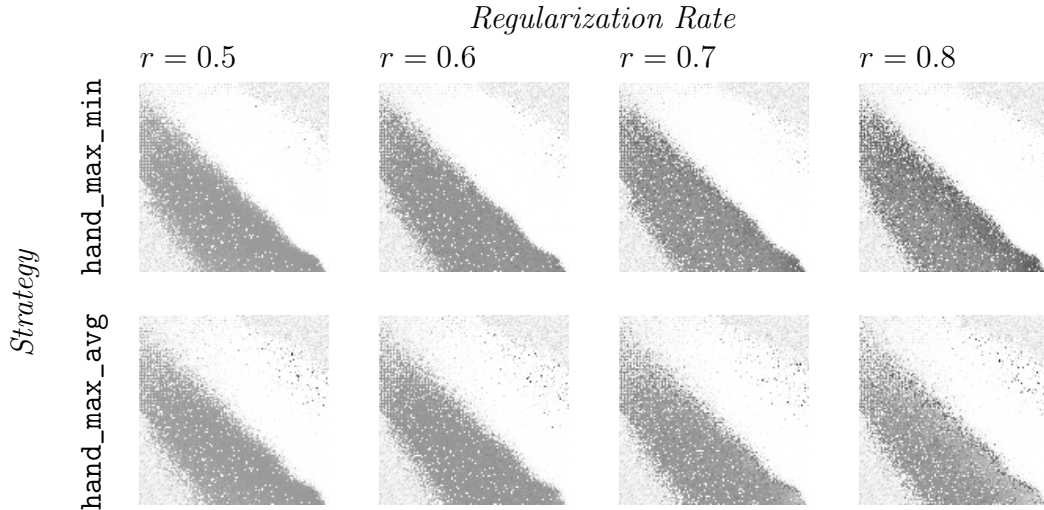 Regularization Rate
r = 0.5 r = 0.6 r = 0.7 r = 0.8
Strategy
hand_max_min
hand_max_avg